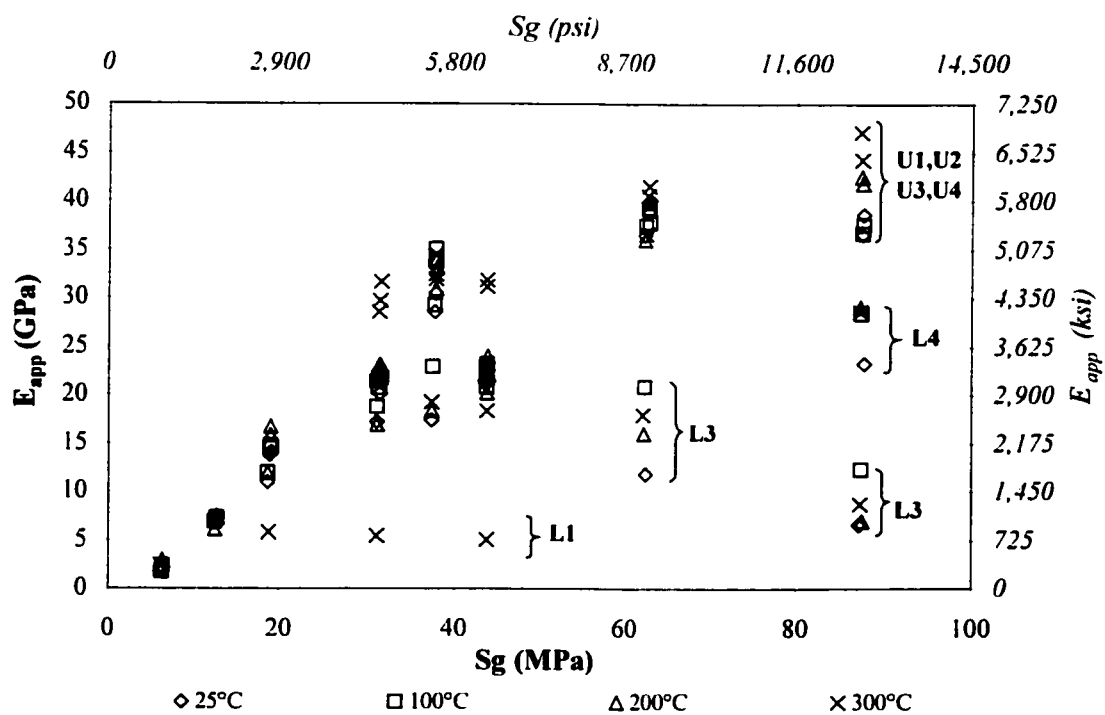 Sg (psi)
0 2,900 5,800 8,700 11,600 14,500
50 7,250
45 6,525
40 5,800
35 5,075
30 4,350
25 3,625
20 2,900
15 2,175
10 1,450
5 725
0 0
E_app (GPa)
E_app (ksi)
U1,U2
U3,U4
L4
L3
L3
L1
0 20 40 60 80 100
Sg (MPa)
25°C 100°C 200°C 300°C